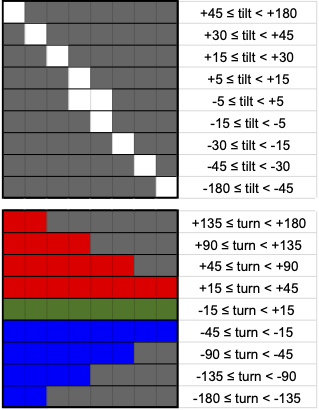 +45 ≤ tilt < +180
+30 ≤ tilt < +45
+15 ≤ tilt < +30
+5 ≤ tilt < +15
-5 ≤ tilt < +5
-15 ≤ tilt < -5
-30 ≤ tilt < -15
-45 ≤ tilt < -30
-180 ≤ tilt < -45
+135 ≤ turn < +180
+90 ≤ turn < +135
+45 ≤ turn < +90
+15 ≤ turn < +45
-15 ≤ turn < +15
-45 ≤ turn < -15
-90 ≤ turn < -45
-135 ≤ turn < -90
-180 ≤ turn < -135